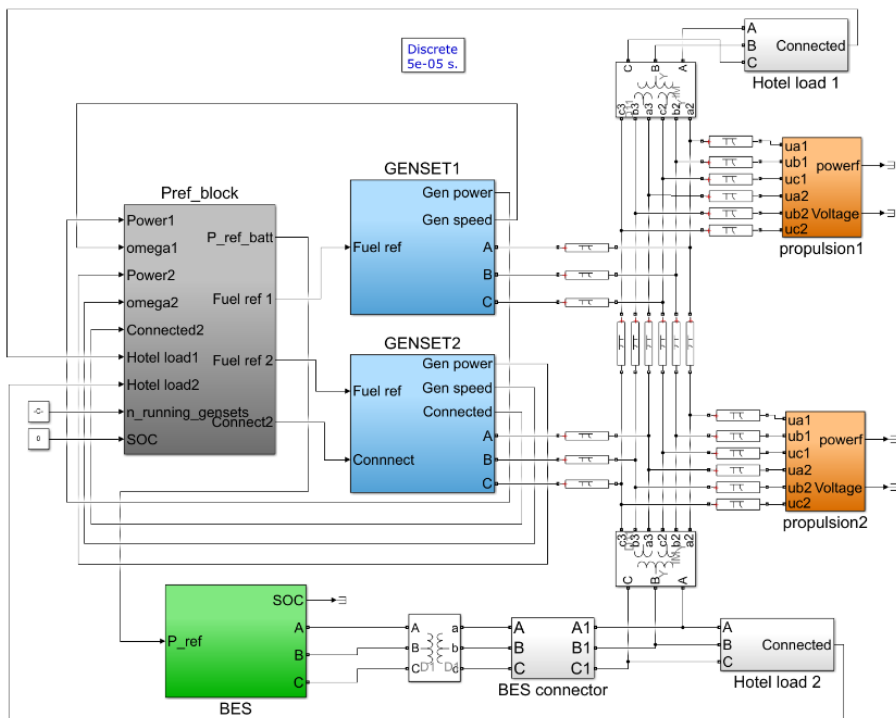 Discrete
5e-05 s.
A
B
C
Connected
Hotel load 1
C
B
A
Y
c3
b3
a3
c2
b2
a2
ua1
ub1
uc1
ua2
ub2
uc2
powerf
Voltage
propulsion1
Pref_block
Power1
omega1
Power2
omega2
Connected2
Hotel load1
Hotel load2
n_running_gensets
SOC
P_ref_batt
Fuel ref 1
Fuel ref 2
Connect2
-C-
0
GENSET1
Fuel ref
Gen power
Gen speed
A
B
C
GENSET2
Fuel ref
Connnect
Gen power
Gen speed
Connected
A
B
C
ua1
ub1
uc1
ua2
ub2
uc2
powerf
Voltage
propulsion2
c3
b3
a3
c2
b2
a2
Y
C
B
A
P_ref
SOC
A
B
C
BES
A
B
C
a
b
c
D1
D1
A
B
C
A1
B1
C1
BES connector
A
B
C
Connected
Hotel load 2